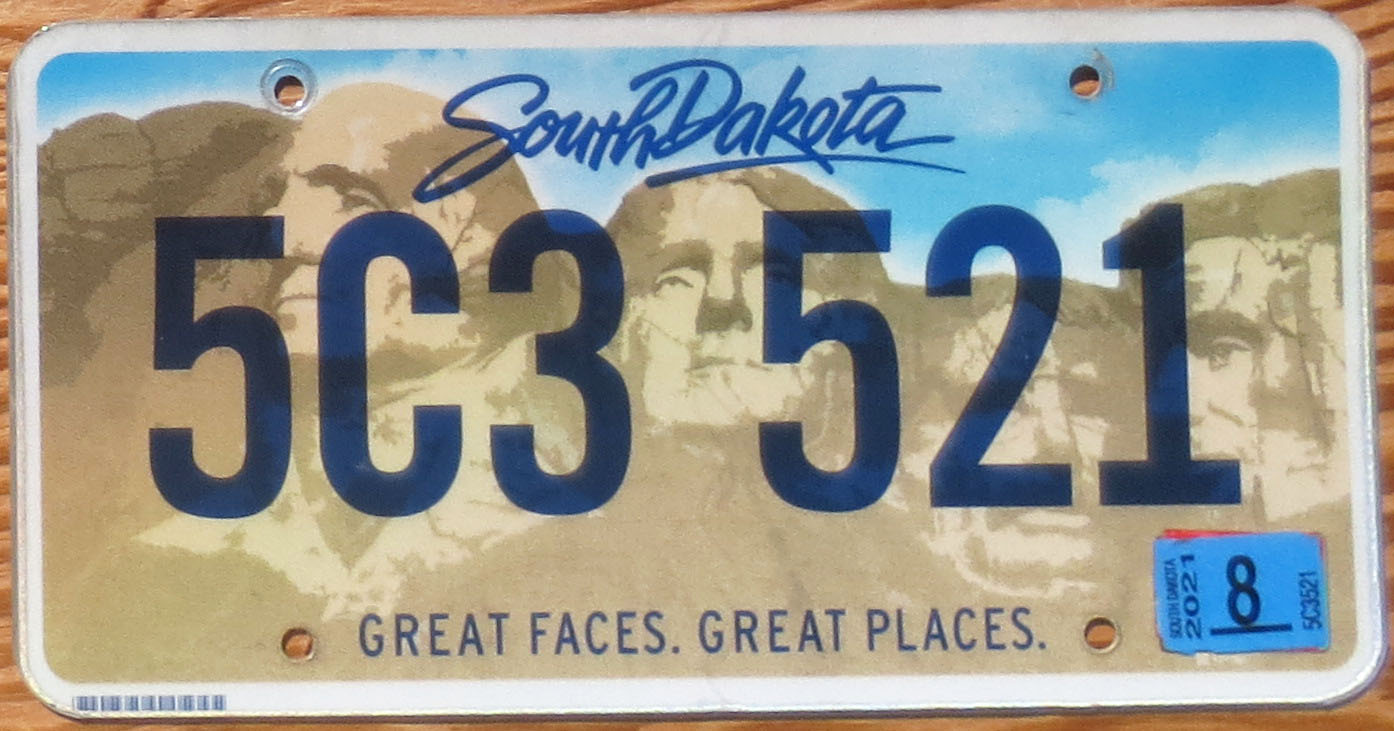 South Dakota
5C3 521
SOUTH DAKOTA
2021
8
5C3521
GREAT FACES. GREAT PLACES.